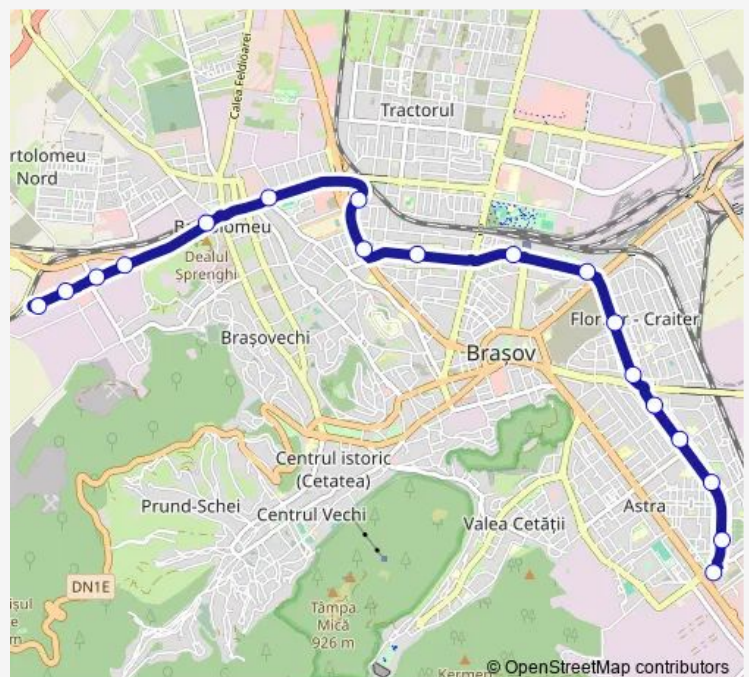 Calea Feldioarei
Tractorul
rtolomeu
Nord
Dealul
Sprenghi
Brașovechi
Brașov
Centrul istoric
(Cetatea)
Prund-Schei
Centrul Vechi
Valea Cetății
Astra
DN1E
Tâmpa
Mică
926 m
© OpenStreetMap contributors